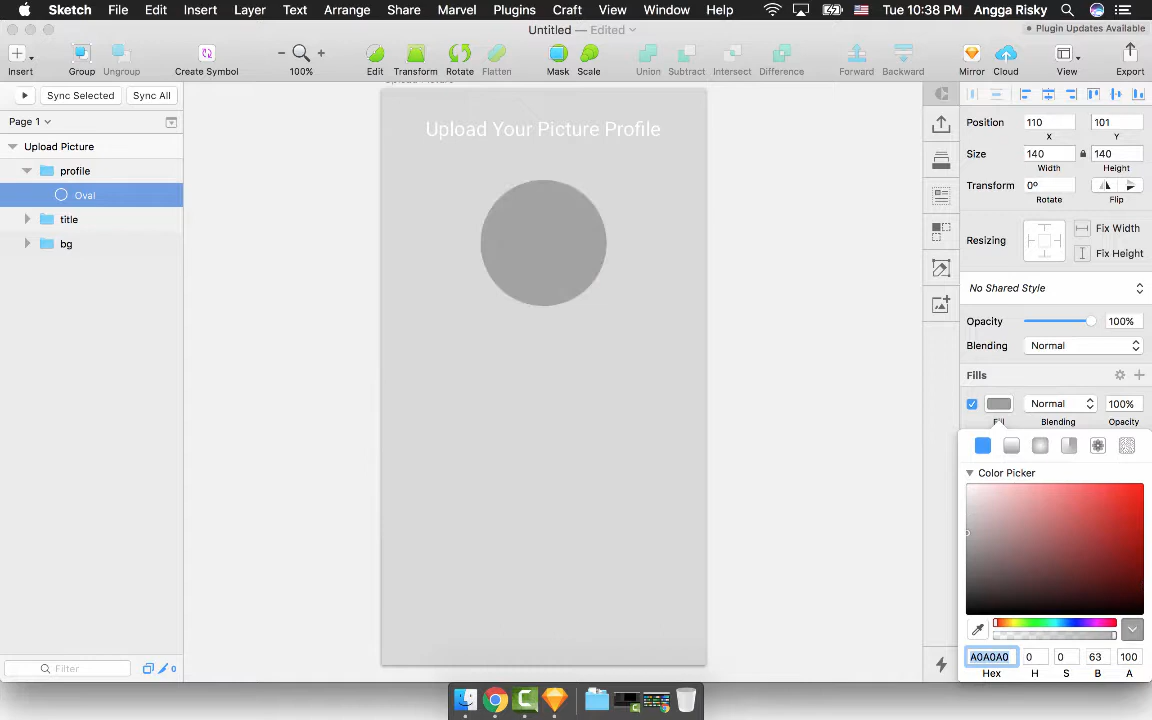 Sketch File Edit Insert Layer Text Arrange Share Marvel Plugins Craft View Window Help Tue 10:38 PM Angga Risky
Untitled — Edited
Plugin Updates Available
Insert Group Ungroup Create Symbol 100% Edit Transform Rotate Flatten Mask Scale Union Subtract Intersect Difference Forward Backward Mirror Cloud View Export
Sync Selected Sync All
Page 1
Upload Picture
profile
Oval
title
bg
Filter
0
Upload Your Picture Profile
Position 110 101
X Y
Size 140 140
Width Height
Transform 0º
Rotate Flip
Resizing Fix Width
Fix Height
No Shared Style
Opacity 100%
Blending Normal
Fills
Normal 100%
Blending Opacity
Color Picker
A0A0A0 0 0 63 100
Hex H S B A